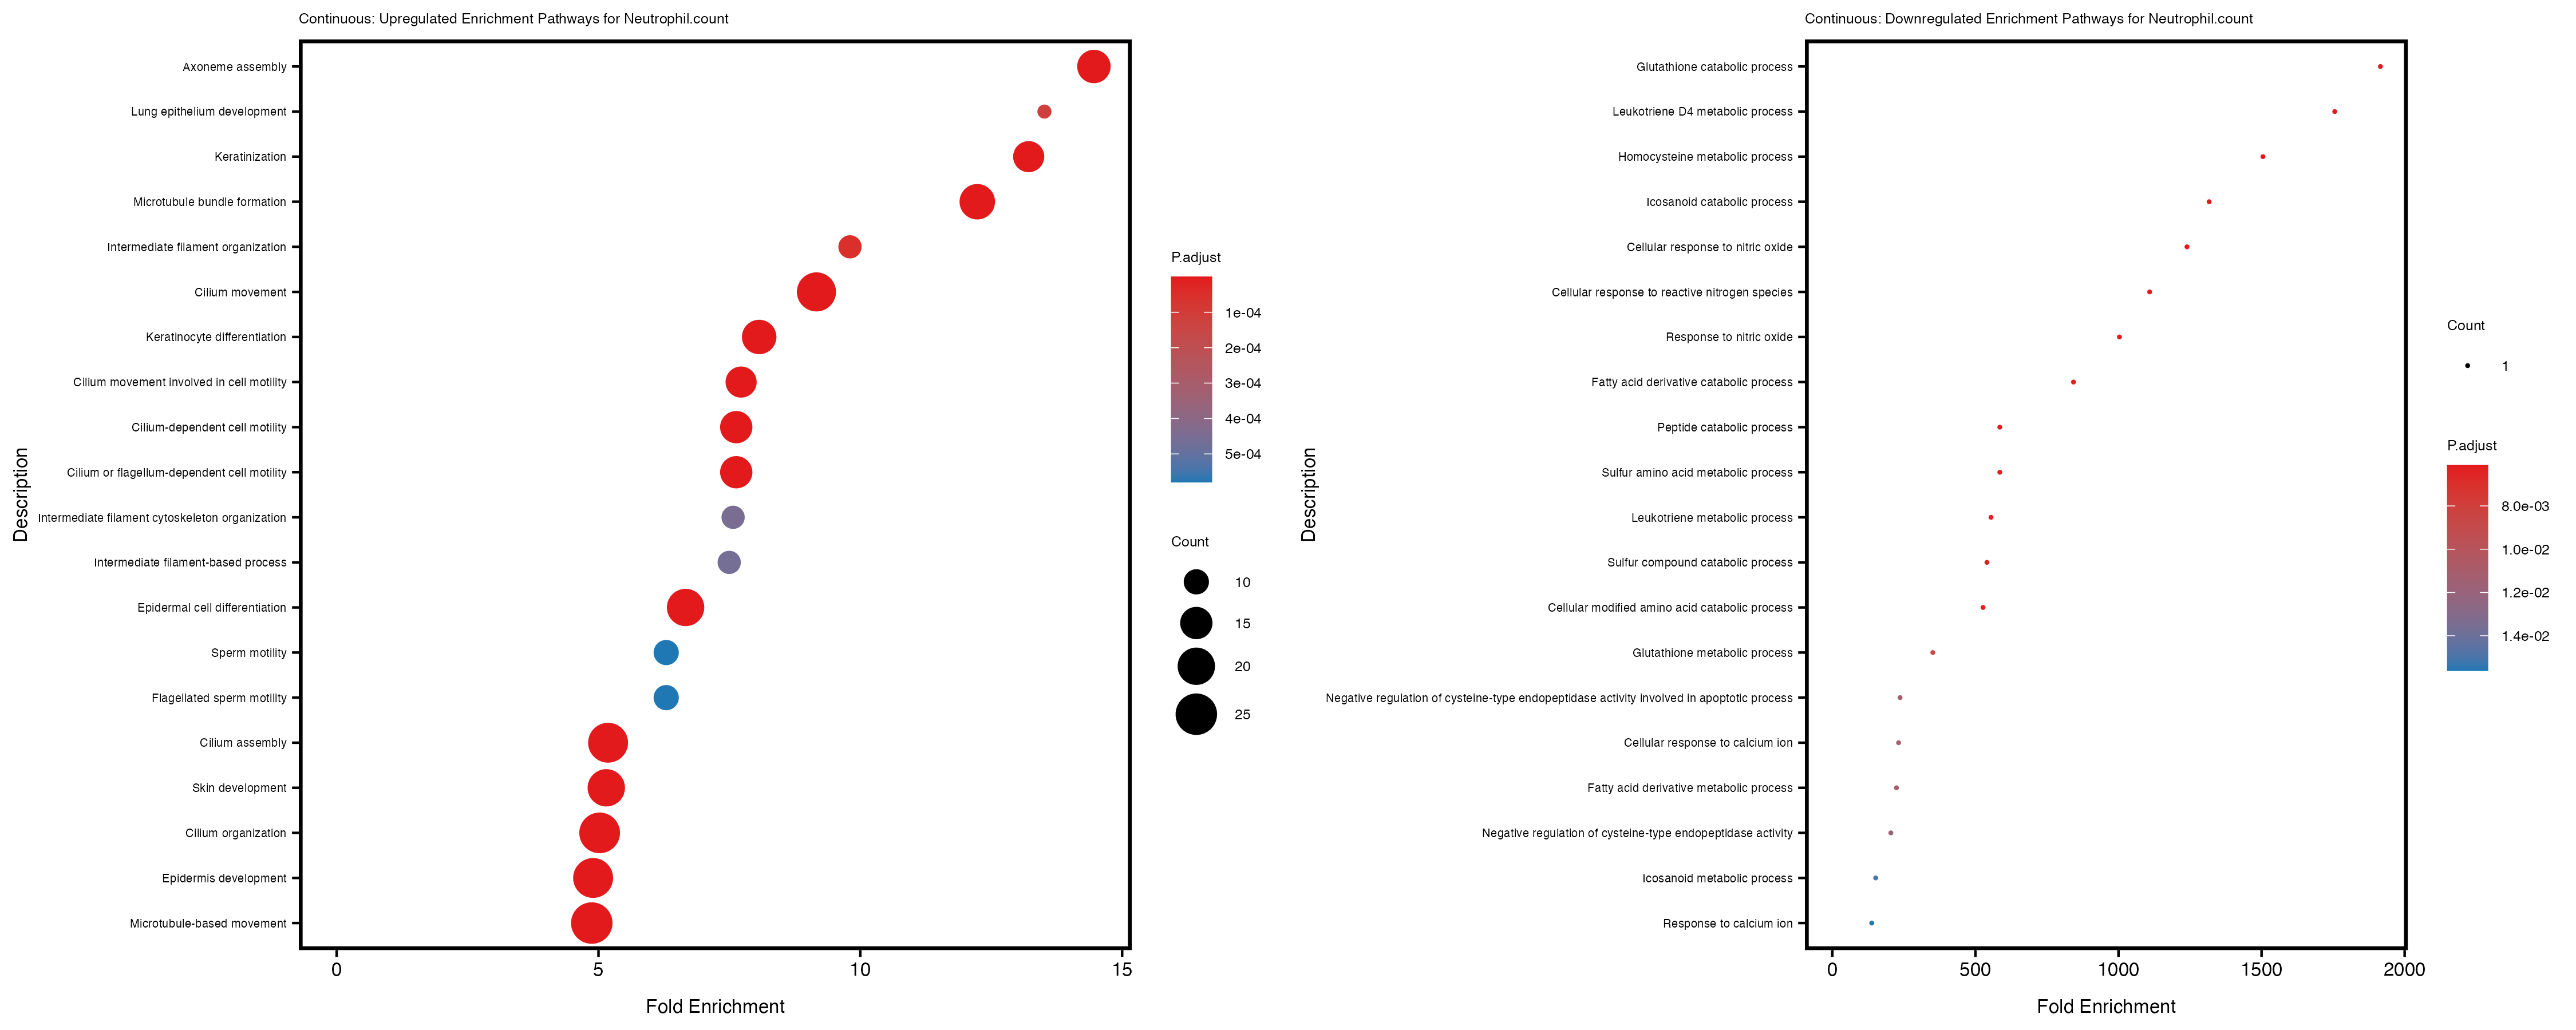 Continuous: Upregulated Enrichment Pathways for Neutrophil.count
Description
Axoneme assembly
Lung epithelium development
Keratinization
Microtubule bundle formation
Intermediate filament organization
Cilium movement
Keratinocyte differentiation
Cilium movement involved in cell motility
Cilium-dependent cell motility
Cilium or flagellum-dependent cell motility
Intermediate filament cytoskeleton organization
Intermediate filament-based process
Epidermal cell differentiation
Sperm motility
Flagellated sperm motility
Cilium assembly
Skin development
Cilium organization
Epidermis development
Microtubule-based movement
0 5 10 15
Fold Enrichment
P.adjust
1e-04
2e-04
3e-04
4e-04
5e-04
Count
10
15
20
25
Continuous: Downregulated Enrichment Pathways for Neutrophil.count
Description
Glutathione catabolic process
Leukotriene D4 metabolic process
Homocysteine metabolic process
Icosanoid catabolic process
Cellular response to nitric oxide
Cellular response to reactive nitrogen species
Response to nitric oxide
Fatty acid derivative catabolic process
Peptide catabolic process
Sulfur amino acid metabolic process
Leukotriene metabolic process
Sulfur compound catabolic process
Cellular modified amino acid catabolic process
Glutathione metabolic process
Negative regulation of cysteine-type endopeptidase activity involved in apoptotic process
Cellular response to calcium ion
Fatty acid derivative metabolic process
Negative regulation of cysteine-type endopeptidase activity
Icosanoid metabolic process
Response to calcium ion
0 500 1000 1500 2000
Fold Enrichment
Count
1
P.adjust
8.0e-03
1.0e-02
1.2e-02
1.4e-02